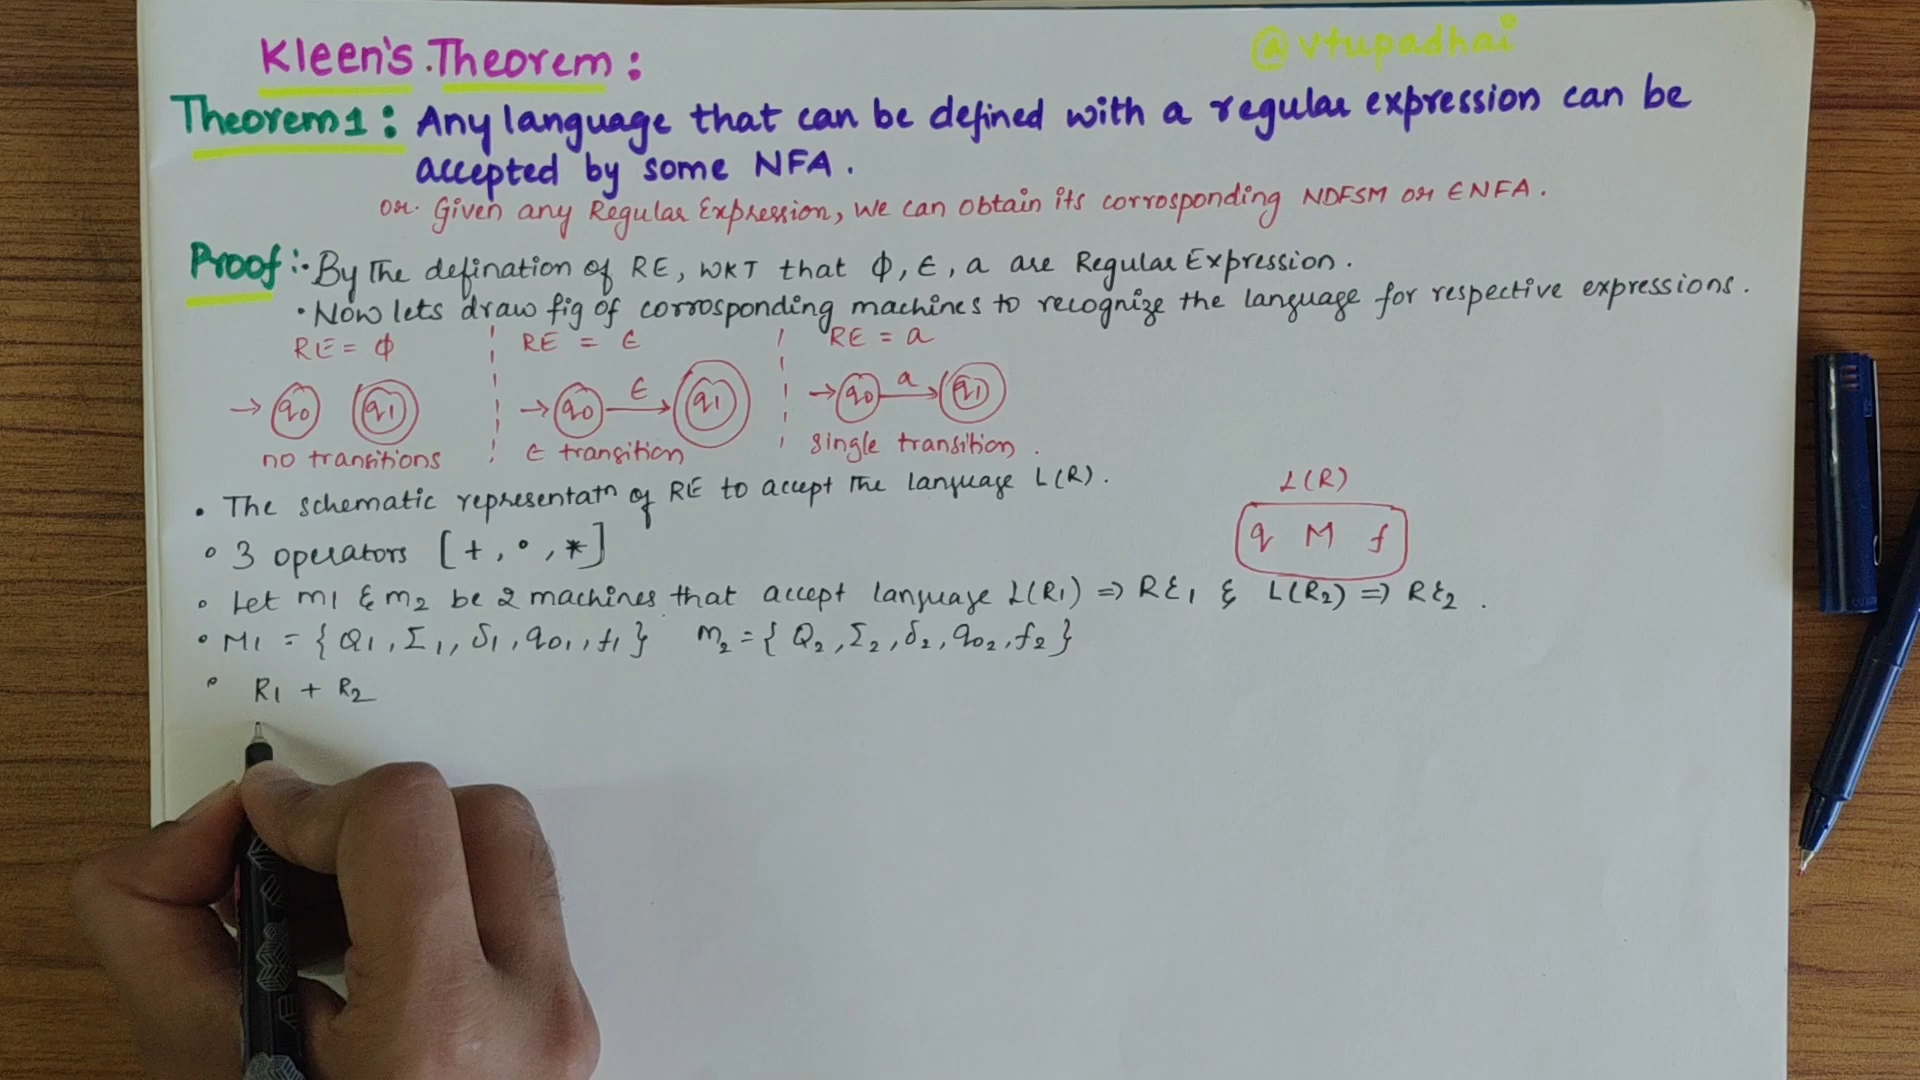 Kleen's Theorem :
@vtupadhai
Theorem1 : Any language that can be defined with a regular expression can be
accepted by some NFA .
or. Given any Regular Expression, we can obtain its corrosponding NDFSM or ЄNFA .
Proof :· By The defination of RE, WKT that ϕ, Є, a are Regular Expression .
· Now lets draw fig of corrosponding machines to recognize the language for respective expressions .
RE = ϕ
RE = Є
RE = a
→ q0 q1
→ q0 Є → q1
→ q0 a → q1
no transitions
Є transition
single transition .
• The schematic representatn of RE to accept the language L(R) .
L(R)
q M f
• 3 operators [ + , • , * ]
• Let m1 & m2 be 2 machines that accept language L(R1) => RE1 & L(R2) => RE2 .
• M1 = { Q1 , Σ1 , δ1 , q01 , f1 } m2 = { Q2 , Σ2 , δ2 , q02 , f2 }
• R1 + R2